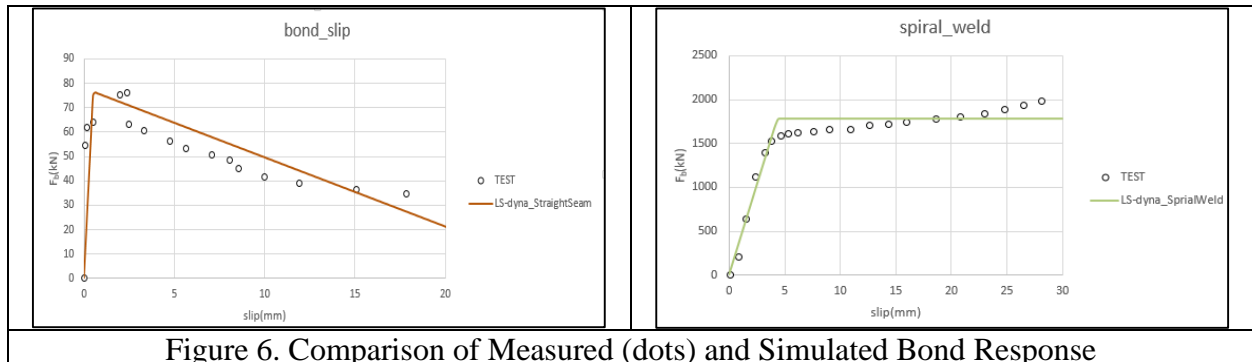 bond_slip
90
80
70
60
50
40
30
20
10
0
F_b(kN)
0 5 10 15 20
slip(mm)
TEST
LS-dyna_StraightSeam
spiral_weld
2500
2000
1500
1000
500
0
F_b(kN)
0 5 10 15 20 25 30
slip(mm)
TEST
LS-dyna_SprialWeld
Figure 6. Comparison of Measured (dots) and Simulated Bond Response